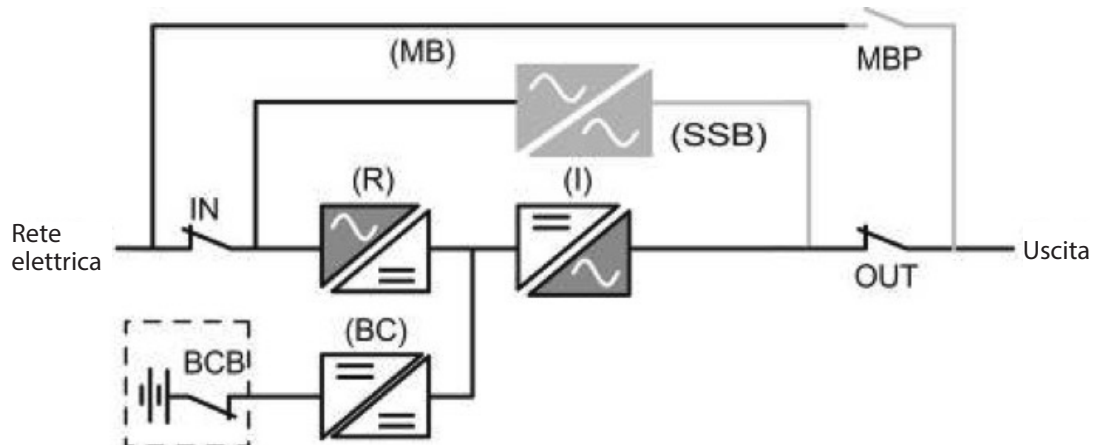 (MB)
MBP
(SSB)
(R)
(I)
IN
Rete
elettrica
Uscita
OUT
(BC)
BCB